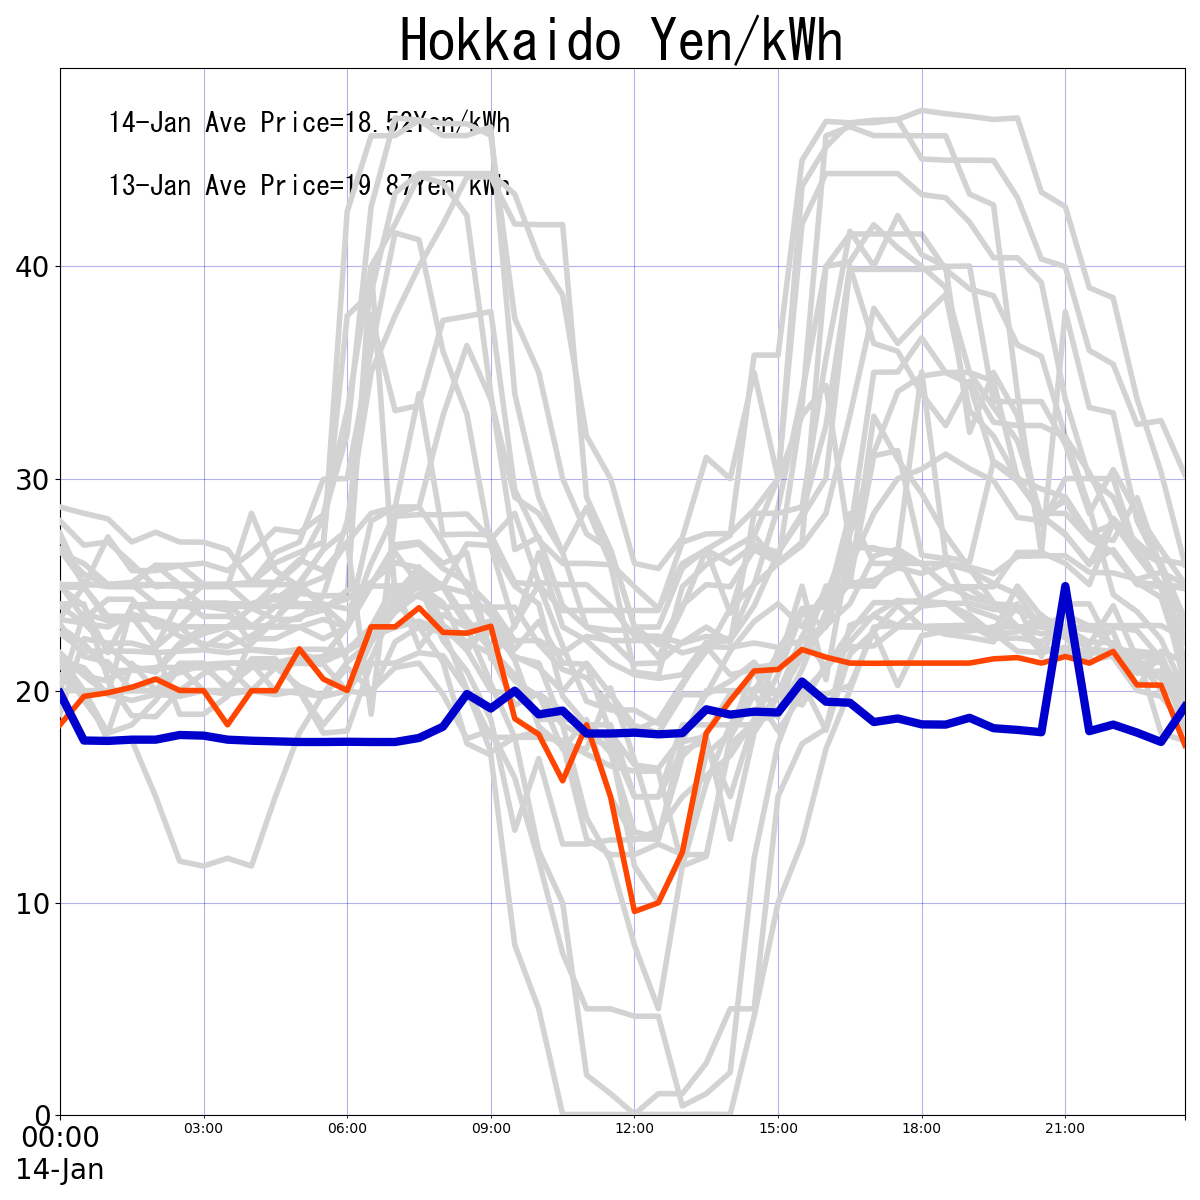 Hokkaido Yen/kWh
14-Jan Ave Price=18.52Yen/kWh
13-Jan Ave Price=19.87Yen/kWh
40
30
20
10
0
00:00 03:00 06:00 09:00 12:00 15:00 18:00 21:00
14-Jan